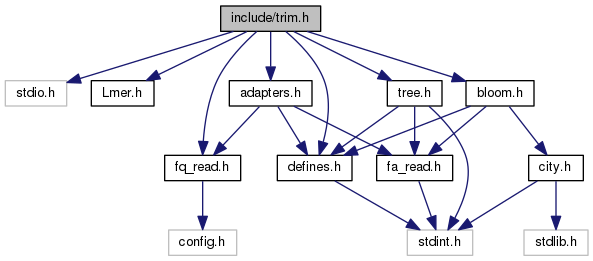 include/trim.h
stdio.h
Lmer.h
adapters.h
tree.h
bloom.h
fq_read.h
defines.h
fa_read.h
city.h
config.h
stdint.h
stdlib.h